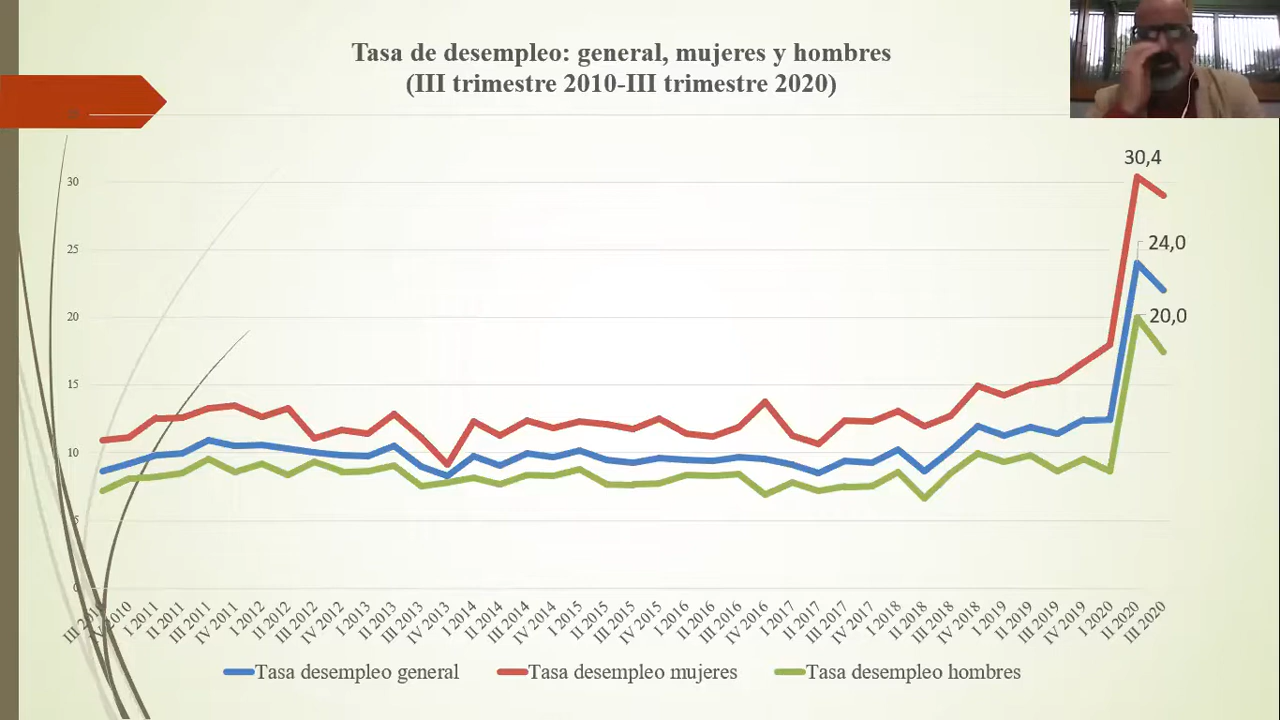 Tasa de desempleo: general, mujeres y hombres
(III trimestre 2010-III trimestre 2020)
30,4
30
25
24,0
20
20,0
15
10
5
0
III 2010
IV 2010
I 2011
II 2011
III 2011
IV 2011
I 2012
II 2012
III 2012
IV 2012
I 2013
II 2013
III 2013
IV 2013
I 2014
II 2014
III 2014
IV 2014
I 2015
II 2015
III 2015
IV 2015
I 2016
II 2016
III 2016
IV 2016
I 2017
II 2017
III 2017
IV 2017
I 2018
II 2018
III 2018
IV 2018
I 2019
II 2019
III 2019
IV 2019
I 2020
II 2020
III 2020
Tasa desempleo general
Tasa desempleo mujeres
Tasa desempleo hombres